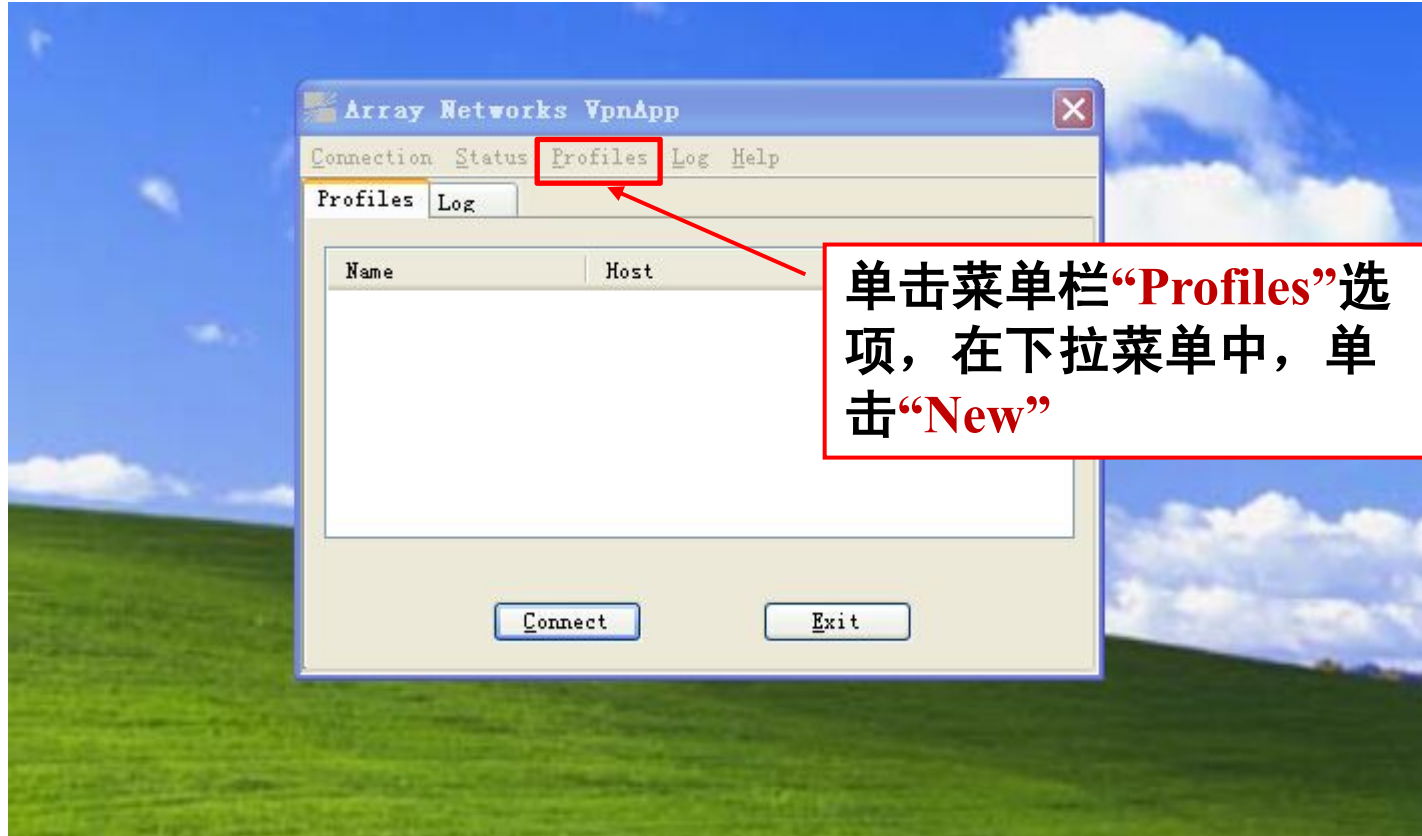 Array Networks VpnApp
Connection Status Profiles Log Help
Profiles Log
Name Host
单击菜单栏“Profiles”选
项，在下拉菜单中，单
击“New”
Connect Exit